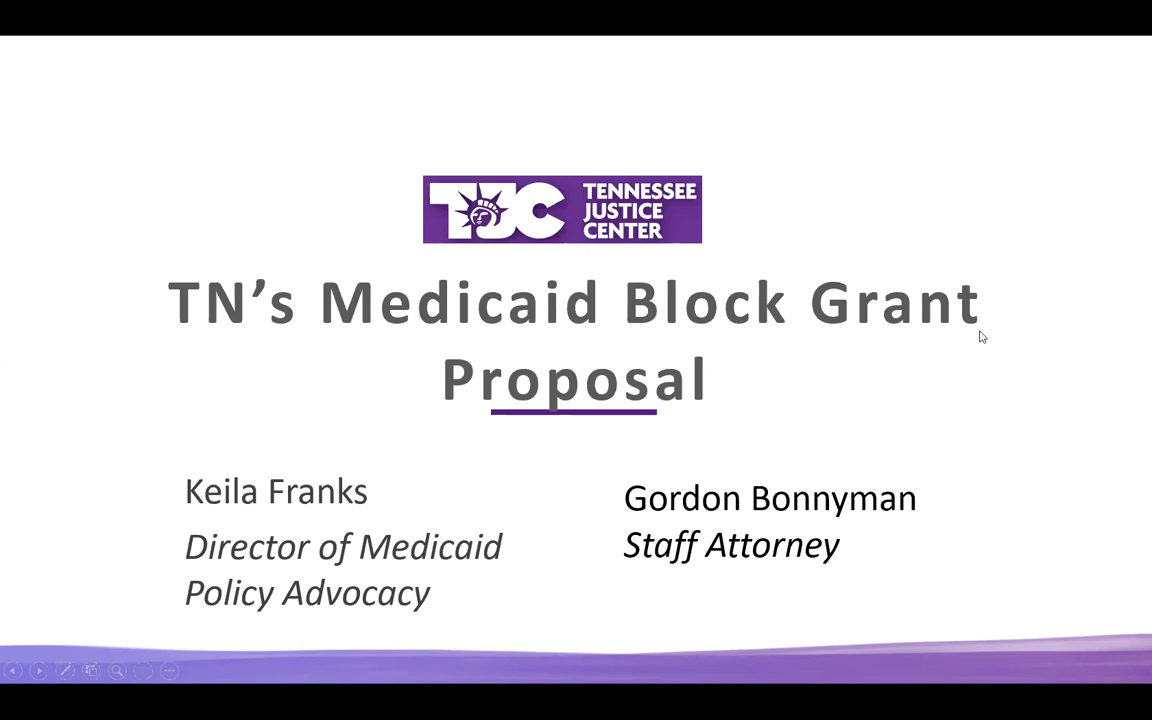 TJC
TENNESSEE
JUSTICE
CENTER
TN’s Medicaid Block Grant
Proposal
Keila Franks
Director of Medicaid
Policy Advocacy
Gordon Bonnyman
Staff Attorney